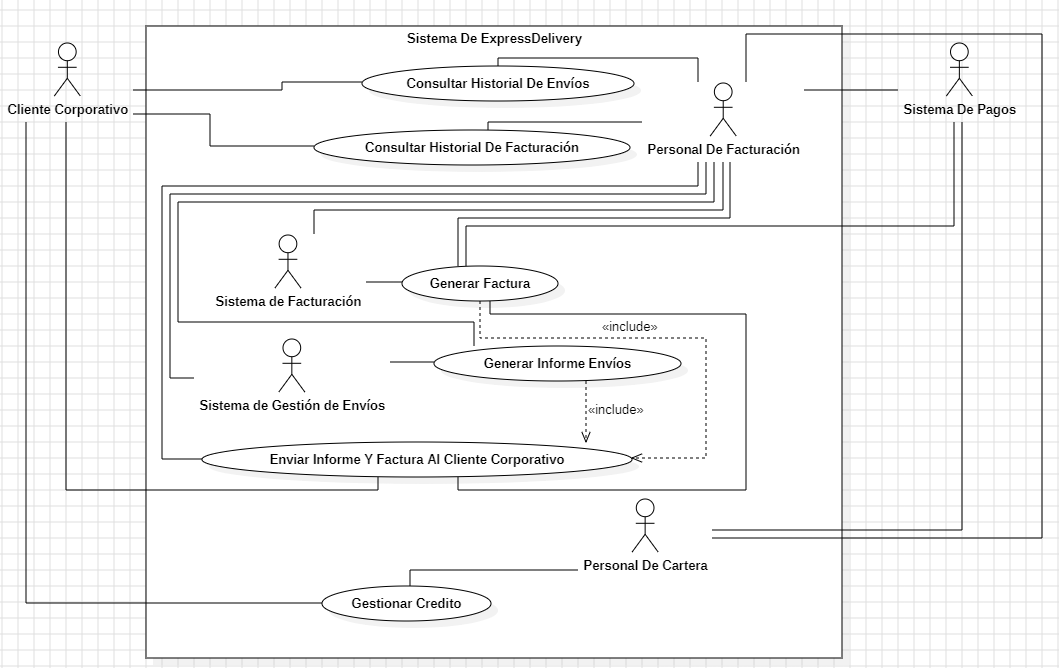 Sistema De ExpressDelivery
Cliente Corporativo
Consultar Historial De Envíos
Sistema De Pagos
Consultar Historial De Facturación
Personal De Facturación
Sistema de Facturación
Generar Factura
«include»
Generar Informe Envíos
Sistema de Gestión de Envíos
«include»
Enviar Informe Y Factura Al Cliente Corporativo
Personal De Cartera
Gestionar Credito